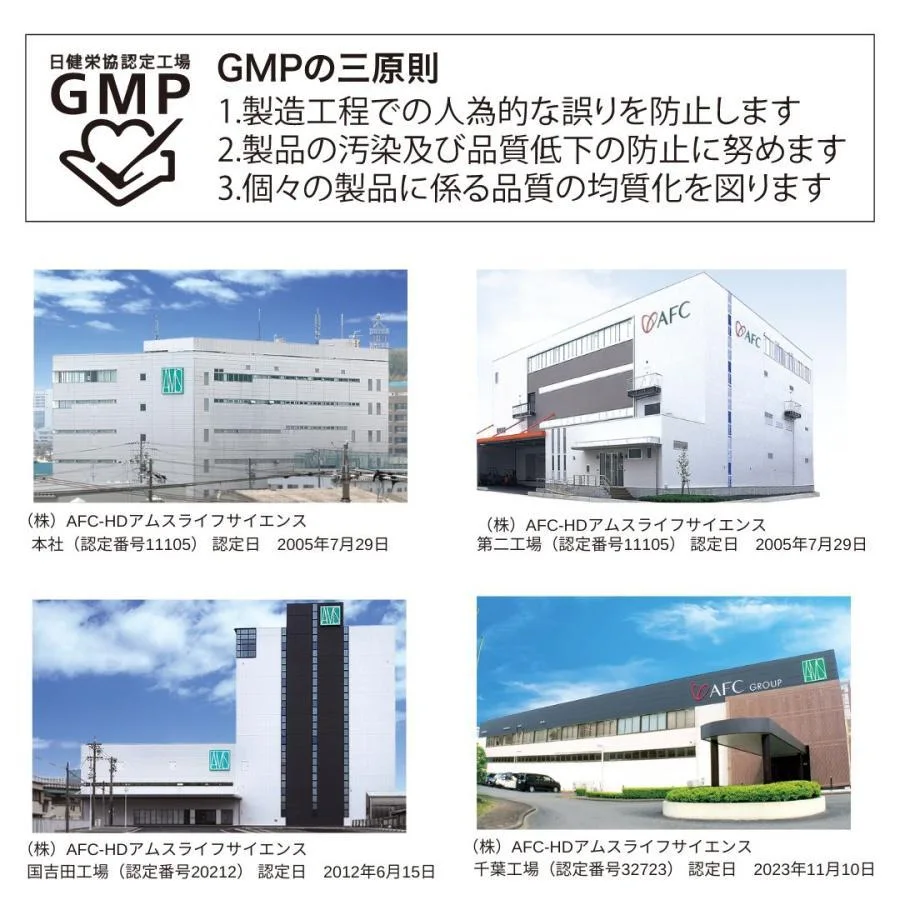 日健栄協認定工場
GMP
GMPの三原則
1.製造工程での人為的な誤りを防止します
2.製品の汚染及び品質低下の防止に努めます
3.個々の製品に係る品質の均質化を図ります
AMS
AFC
AFC
（株）AFC-HDアムスライフサイエンス
本社（認定番号11105） 認定日　2005年7月29日
（株）AFC-HDアムスライフサイエンス
第二工場（認定番号11105） 認定日　2005年7月29日
AMS
AMS
AFC GROUP
AMS
（株）AFC-HDアムスライフサイエンス
国吉田工場（認定番号20212） 認定日　2012年6月15日
（株）AFC-HDアムスライフサイエンス
千葉工場（認定番号32723） 認定日　2023年11月10日